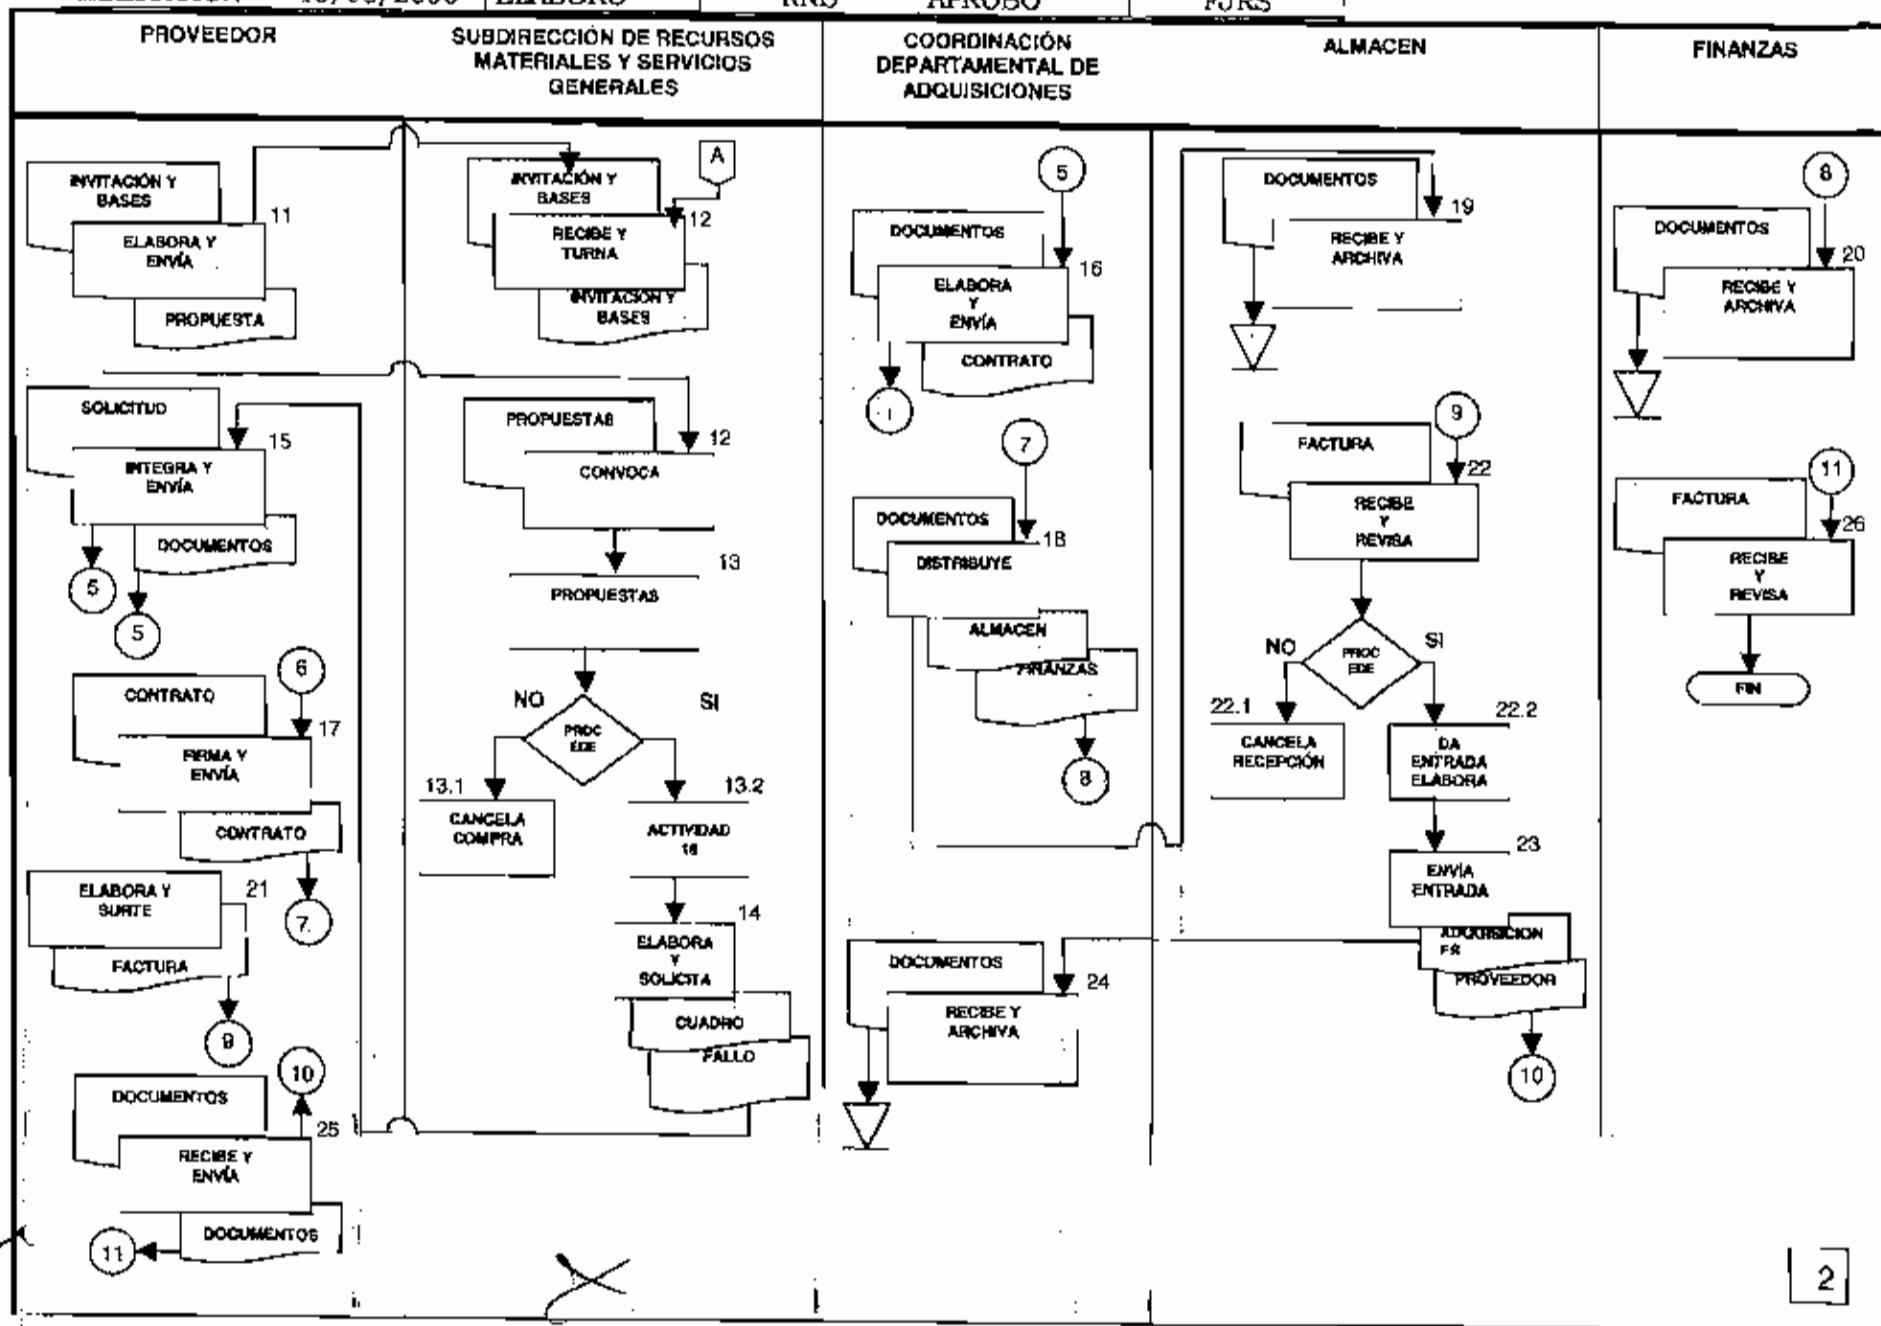 ELABORÓ
APROBO
FJRS
PROVEEDOR
SUBDIRECCIÓN DE RECURSOS
MATERIALES Y SERVICIOS
GENERALES
COORDINACIÓN
DEPARTAMENTAL DE
ADQUISICIONES
ALMACEN
FINANZAS
INVITACIÓN Y
BASES
11
ELABORA Y
ENVÍA
PROPUESTA
SOLICITUD
15
INTEGRA Y
ENVÍA
DOCUMENTOS
5
5
6
CONTRATO
17
FIRMA Y
ENVÍA
CONTRATO
7
ELABORA Y
SURTE
21
FACTURA
9
10
DOCUMENTOS
25
RECIBE Y
ENVÍA
DOCUMENTOS
11
A
INVITACIÓN Y
BASES
12
RECIBE Y
TURNA
INVITACIÓN Y
BASES
PROPUESTAS
12
CONVOCA
13
PROPUESTAS
NO
SI
PROC
EDE
13.1
CANCELA
COMPRA
13.2
ACTIVIDAD
14
ELABORA
Y
SOLICITA
CUADRO
FALLO
5
DOCUMENTOS
16
ELABORA
Y
ENVÍA
CONTRATO
7
DOCUMENTOS
18
DISTRIBUYE
ALMACEN
FINANZAS
8
DOCUMENTOS
24
RECIBE Y
ARCHIVA
DOCUMENTOS
19
RECIBE Y
ARCHIVA
9
FACTURA
22
RECIBE
Y
REVISA
NO
SI
PROC
EDE
22.1
CANCELA
RECEPCIÓN
22.2
DA
ENTRADA
ELABORA
23
ENVÍA
ENTRADA
ADQUISICION
ES
PROVEEDOR
10
8
DOCUMENTOS
20
RECIBE Y
ARCHIVA
11
FACTURA
26
RECIBE
Y
REVISA
FIN
2